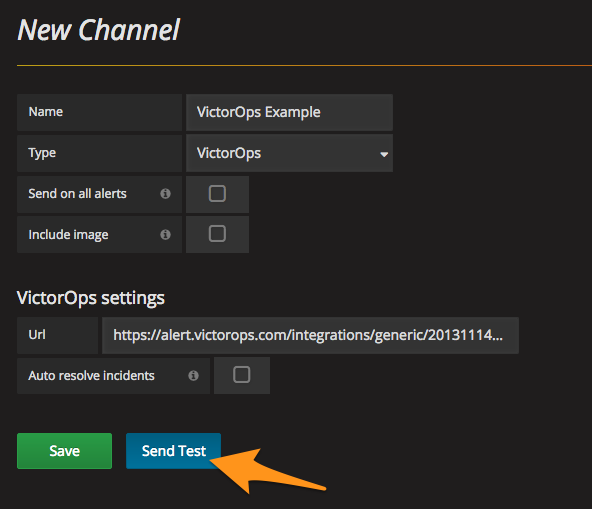 New Channel
Name VictorOps Example
Type VictorOps
Send on all alerts
Include image
VictorOps settings
Url https://alert.victorops.com/integrations/generic/20131114...
Auto resolve incidents
Save Send Test